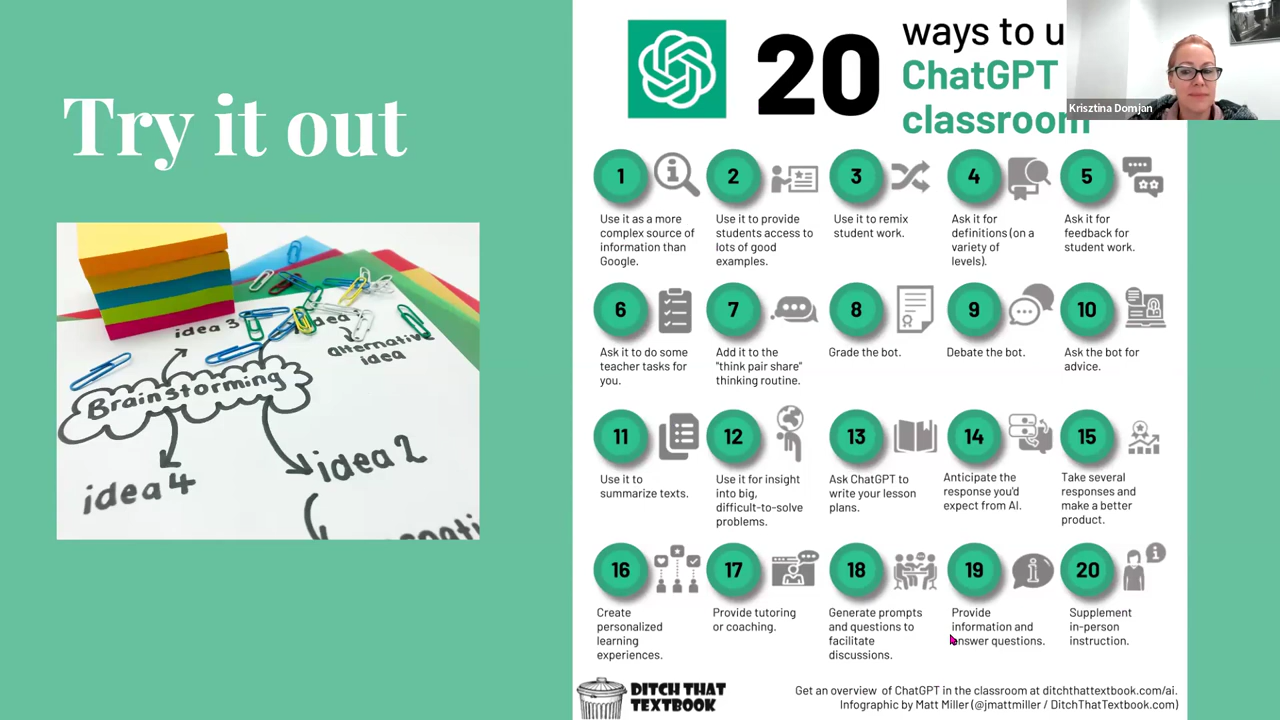 Try it out
idea 3
idea
alternative
idea
Brainstorming
idea 4
idea 2
20
ways to u
ChatGPT
classroom
Krisztina Domjan
1
Use it as a more
complex source of
information than
Google.
2
Use it to provide
students access to
lots of good
examples.
3
Use it to remix
student work.
4
Ask it for
definitions (on a
variety of
levels).
5
Ask it for
feedback for
student work.
6
Ask it to do some
teacher tasks for
you.
7
Add it to the
"think pair share"
thinking routine.
8
Grade the bot.
9
Debate the bot.
10
Ask the bot for
advice.
11
Use it to
summarize texts.
12
Use it for insight
into big,
difficult-to-solve
problems.
13
Ask ChatGPT to
write your lesson
plans.
14
Anticipate the
response you'd
expect from AI.
15
Take several
responses and
make a better
product.
16
Create
personalized
learning
experiences.
17
Provide tutoring
or coaching.
18
Generate prompts
and questions to
facilitate
discussions.
19
Provide
information and
answer questions.
20
Supplement
in-person
instruction.
DITCH THAT
TEXTBOOK
Get an overview of ChatGPT in the classroom at ditchthattextbook.com/ai.
Infographic by Matt Miller (@jmattmiller / DitchThatTextbook.com)